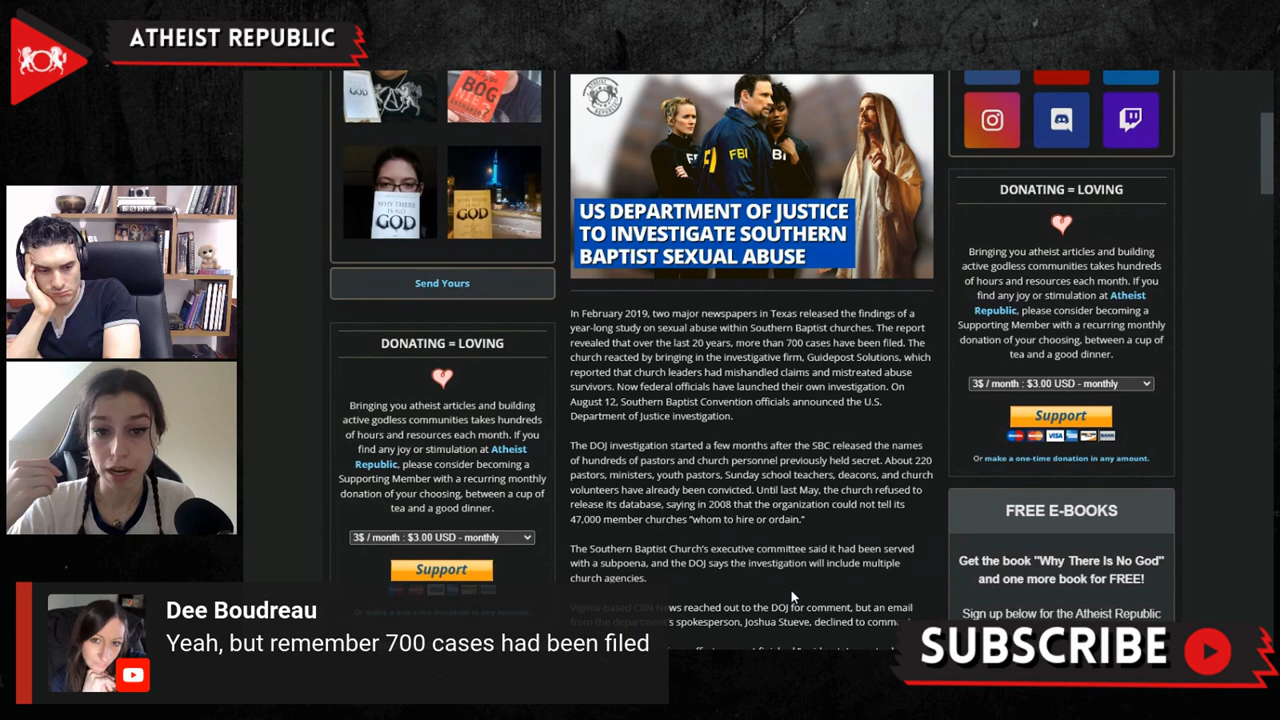 ATHEIST REPUBLIC
GOD
BOG
WHY THERE
IS NO
GOD
WHY THERE
IS NO
GOD
Send Yours
DONATING = LOVING
Bringing you atheist articles and building
active godless communities takes hundreds
of hours and resources each month. If you
find any joy or stimulation at Atheist
Republic, please consider becoming a
Supporting Member with a recurring monthly
donation of your choosing, between a cup of
tea and a good dinner.
3$ / month : $3.00 USD - monthly
Support
FBI
US DEPARTMENT OF JUSTICE
TO INVESTIGATE SOUTHERN
BAPTIST SEXUAL ABUSE
In February 2019, two major newspapers in Texas released the findings of a
year-long study on sexual abuse within Southern Baptist churches. The report
revealed that over the last 20 years, more than 700 cases have been filed. The
church reacted by bringing in the investigative firm, Guidepost Solutions, which
reported that church leaders had mishandled claims and mistreated abuse
survivors. Now federal officials have launched their own investigation. On
August 12, Southern Baptist Convention officials announced the U.S.
Department of Justice investigation.
The DOJ investigation started a few months after the SBC released the names
of hundreds of pastors and church personnel previously held secret. About 220
pastors, ministers, youth pastors, Sunday school teachers, deacons, and church
volunteers have already been convicted. Until last May, the church refused to
release its database, saying in 2008 that the organization could not tell its
47,000 member churches “whom to hire or ordain.”
The Southern Baptist Church’s executive committee said it had been served
with a subpoena, and the DOJ says the investigation will include multiple
church agencies.
CBN News reached out to the DOJ for comment, but an email
from the department's spokesperson, Joshua Stueve, declined to
DONATING = LOVING
Bringing you atheist articles and building
active godless communities takes hundreds
of hours and resources each month. If you
find any joy or stimulation at Atheist
Republic, please consider becoming a
Supporting Member with a recurring monthly
donation of your choosing, between a cup of
tea and a good dinner.
3$ / month : $3.00 USD - monthly
Support
VISA
Or make a one-time donation in any amount.
FREE E-BOOKS
Get the book "Why There Is No God"
and one more book for FREE!
Sign up below for the Atheist Republic
Dee Boudreau
Yeah, but remember 700 cases had been filed
SUBSCRIBE